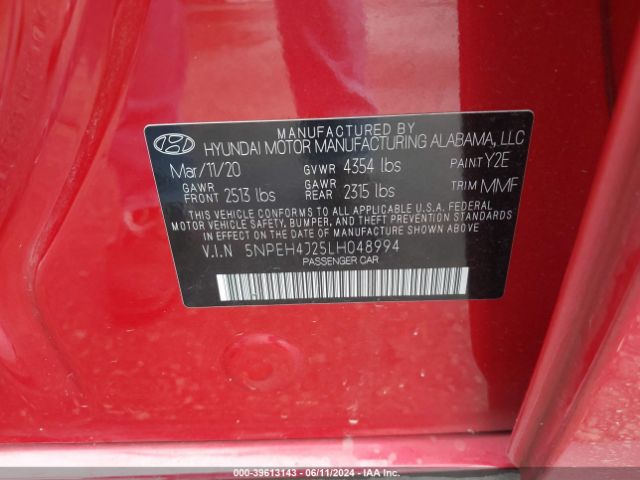 MANUFACTURED BY
HYUNDAI MOTOR MANUFACTURING ALABAMA, LLC
Mar/11/20 GVWR 4354 lbs PAINT Y2E
GAWR FRONT 2513 lbs GAWR REAR 2315 lbs TRIM MMF
THIS VEHICLE CONFORMS TO ALL APPLICABLE U.S.A. FEDERAL
MOTOR VEHICLE SAFETY, BUMPER, AND THEFT PREVENTION STANDARDS
IN EFFECT ON THE DATE OF MANUFACTURE SHOWN ABOVE
V.I.N 5NPEH4J25LH048994
PASSENGER CAR
000-39613143 - 06/11/2024 - IAA Inc.